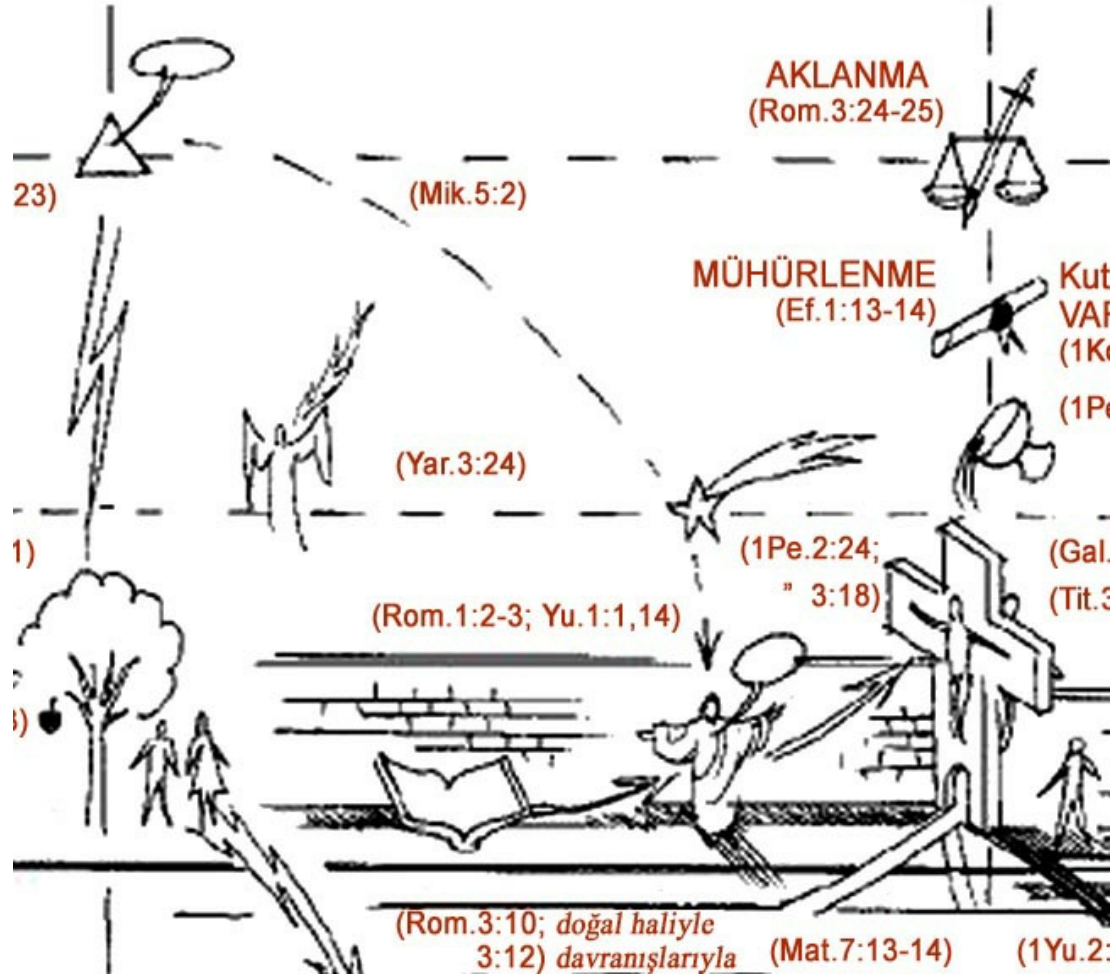 AKLANMA
(Rom.3:24-25)
23)
(Mik.5:2)
MÜHÜRLENME
(Ef.1:13-14)
Kut
VAR
(1Ko
(1Pe
(Yar.3:24)
1)
(1Pe.2:24;
" 3:18)
(Gal.
(Tit.3
(Rom.1:2-3; Yu.1:1,14)
3)
(Rom.3:10; doğal haliyle
3:12) davranışlarıyla
(Mat.7:13-14)
(1Yu.2: